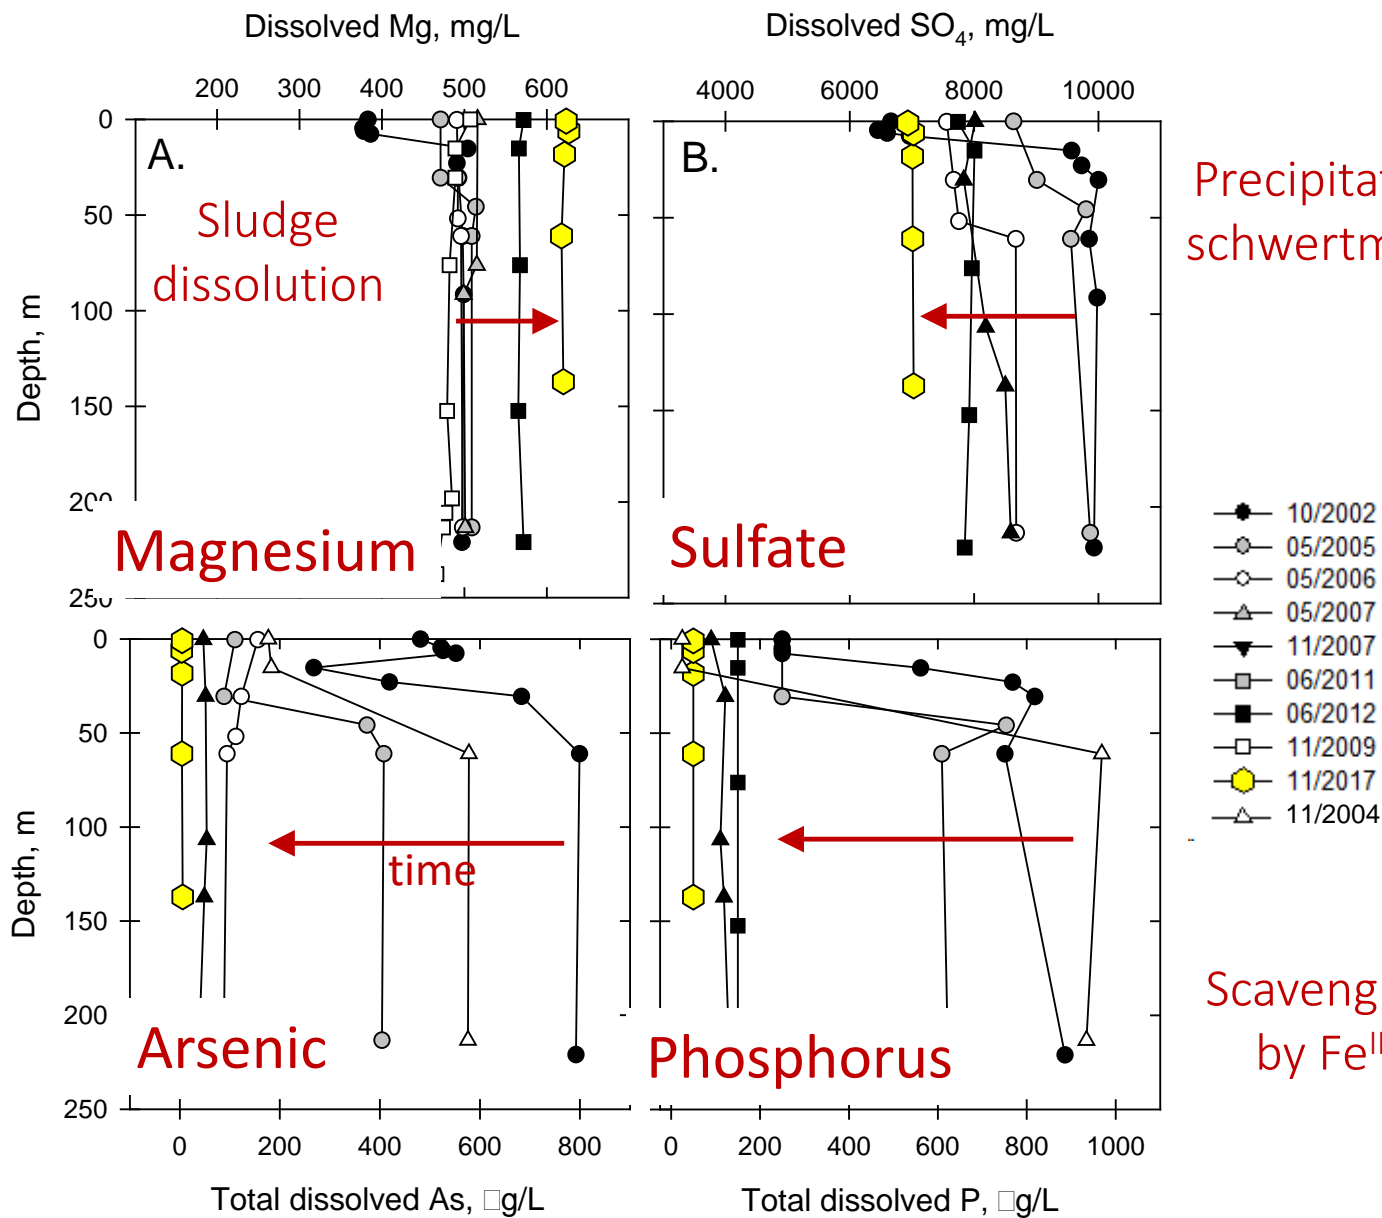 Dissolved Mg, mg/L
Dissolved SO4, mg/L
200 300 400 500 600
4000 6000 8000 10000
0
50
100
150
250
Depth, m
A.
B.
Sludge
dissolution
schwertm
Magnesium
Sulfate
10/2002
05/2005
05/2006
05/2007
11/2007
06/2011
06/2012
11/2009
11/2017
11/2004
0
50
100
150
200
250
Depth, m
time
Arsenic
Phosphorus
Scaveng
by FeII
0 200 400 600 800
0 200 400 600 800 1000
Total dissolved As, □g/L
Total dissolved P, □g/L